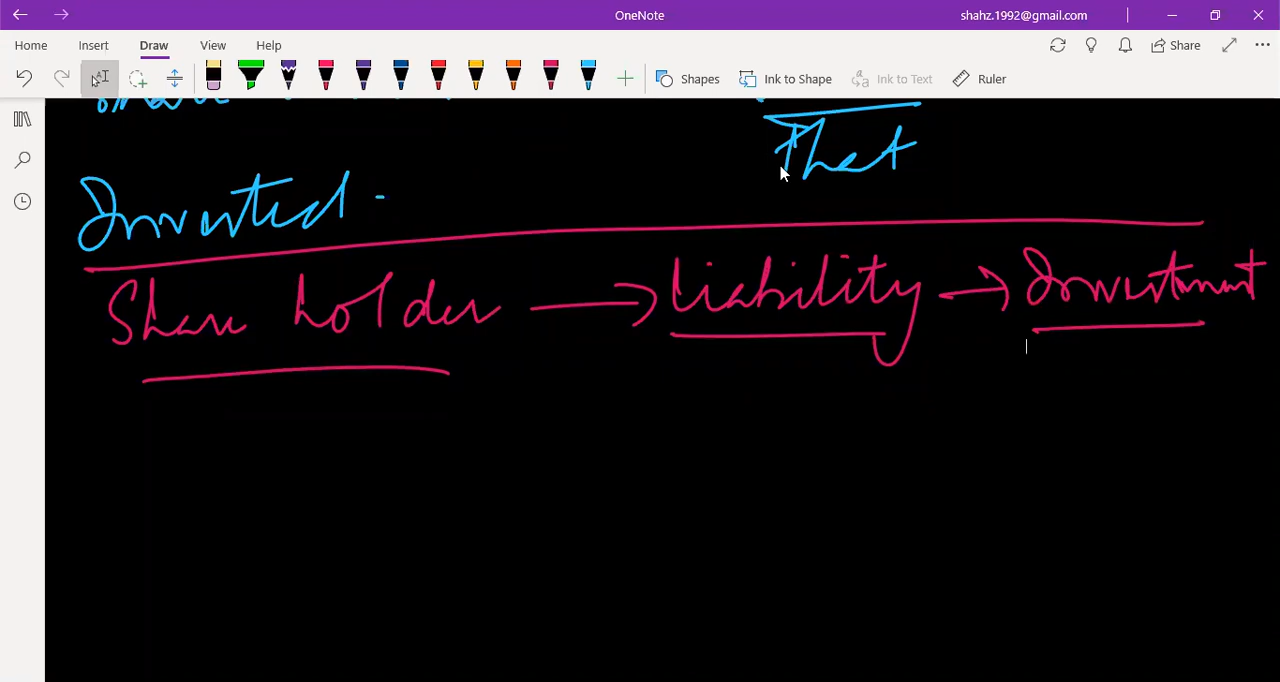 OneNote
shahz.1992@gmail.com
Home Insert Draw View Help
Share
Shapes Ink to Shape Ink to Text Ruler
Invested -
Share holder → Liability → Investment